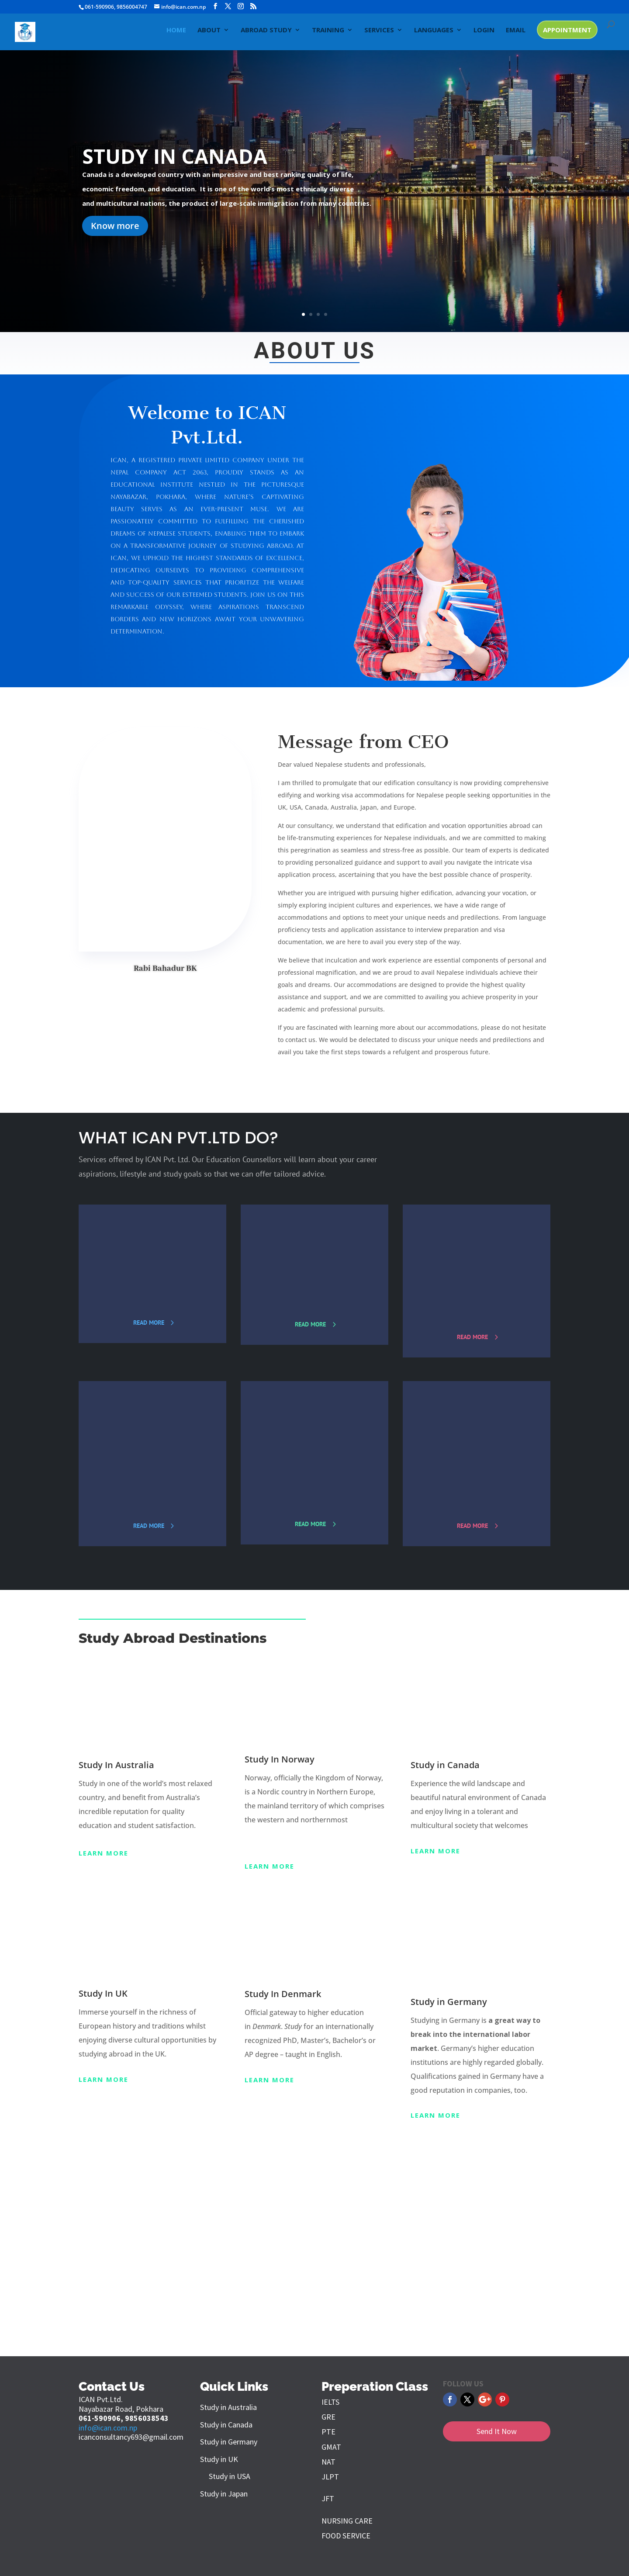 061-590906, 9856004747 info@ican.com.np
HOME ABOUT ABROAD STUDY TRAINING SERVICES LANGUAGES LOGIN EMAIL APPOINTMENT
STUDY IN CANADA
Canada is a developed country with an impressive and best ranking quality of life,
economic freedom, and education. It is one of the world's most ethnically diverse
and multicultural nations, the product of large-scale immigration from many countries.
Know more
ABOUT US
Welcome to ICAN
Pvt.Ltd.
ICAN, A REGISTERED PRIVATE LIMITED COMPANY UNDER THE
NEPAL COMPANY ACT 2063, PROUDLY STANDS AS AN
EDUCATIONAL INSTITUTE NESTLED IN THE PICTURESQUE
NAYABAZAR, POKHARA, WHERE NATURE'S CAPTIVATING
BEAUTY SERVES AS AN EVER-PRESENT MUSE. WE ARE
PASSIONATELY COMMITTED TO FULFILLING THE CHERISHED
DREAMS OF NEPALESE STUDENTS, ENABLING THEM TO EMBARK
ON A TRANSFORMATIVE JOURNEY OF STUDYING ABROAD. AT
ICAN, WE UPHOLD THE HIGHEST STANDARDS OF EXCELLENCE,
DEDICATING OURSELVES TO PROVIDING COMPREHENSIVE
AND TOP-QUALITY SERVICES THAT PRIORITIZE THE WELFARE
AND SUCCESS OF OUR ESTEEMED STUDENTS. JOIN US ON THIS
REMARKABLE ODYSSEY, WHERE ASPIRATIONS TRANSCEND
BORDERS AND NEW HORIZONS AWAIT YOUR UNWAVERING
DETERMINATION.
Message from CEO
Dear valued Nepalese students and professionals,
I am thrilled to promulgate that our edification consultancy is now providing comprehensive
edifying and working visa accommodations for Nepalese people seeking opportunities in the
UK, USA, Canada, Australia, Japan, and Europe.
At our consultancy, we understand that edification and vocation opportunities abroad can
be life-transmuting experiences for Nepalese individuals, and we are committed to making
this peregrination as seamless and stress-free as possible. Our team of experts is dedicated
to providing personalized guidance and support to avail you navigate the intricate visa
application process, ascertaining that you have the best possible chance of prosperity.
Whether you are intrigued with pursuing higher edification, advancing your vocation, or
simply exploring incipient cultures and experiences, we have a wide range of
accommodations and options to meet your unique needs and predilections. From language
proficiency tests and application assistance to interview preparation and visa
documentation, we are here to avail you every step of the way.
We believe that inculcation and work experience are essential components of personal and
professional magnification, and we are proud to avail Nepalese individuals achieve their
goals and dreams. Our accommodations are designed to provide the highest quality
assistance and support, and we are committed to availing you achieve prosperity in your
academic and professional pursuits.
If you are fascinated with learning more about our accommodations, please do not hesitate
to contact us. We would be delectated to discuss your unique needs and predilections and
avail you take the first steps towards a refulgent and prosperous future.
Rabi Bahadur BK
WHAT ICAN PVT.LTD DO?
Services offered by ICAN Pvt. Ltd. Our Education Counsellors will learn about your career
aspirations, lifestyle and study goals so that we can offer tailored advice.
READ MORE
READ MORE
READ MORE
READ MORE
READ MORE
READ MORE
Study Abroad Destinations
Study In Australia
Study in one of the world's most relaxed
country, and benefit from Australia's
incredible reputation for quality
education and student satisfaction.
LEARN MORE
Study In Norway
Norway, officially the Kingdom of Norway,
is a Nordic country in Northern Europe,
the mainland territory of which comprises
the western and northernmost
LEARN MORE
Study in Canada
Experience the wild landscape and
beautiful natural environment of Canada
and enjoy living in a tolerant and
multicultural society that welcomes
LEARN MORE
Study In UK
Immerse yourself in the richness of
European history and traditions whilst
enjoying diverse cultural opportunities by
studying abroad in the UK.
LEARN MORE
Study In Denmark
Official gateway to higher education
in Denmark. Study for an internationally
recognized PhD, Master's, Bachelor's or
AP degree – taught in English.
LEARN MORE
Study in Germany
Studying in Germany is a great way to
break into the international labor
market. Germany's higher education
institutions are highly regarded globally.
Qualifications gained in Germany have a
good reputation in companies, too.
LEARN MORE
Contact Us
ICAN Pvt.Ltd.
Nayabazar Road, Pokhara
061-590906, 9856038543
info@ican.com.np
icanconsultancy693@gmail.com
Quick Links
Study in Australia
Study in Canada
Study in Germany
Study in UK
Study in USA
Study in Japan
Preperation Class
IELTS
GRE
PTE
GMAT
NAT
JLPT
JFT
NURSING CARE
FOOD SERVICE
FOLLOW US
Send It Now